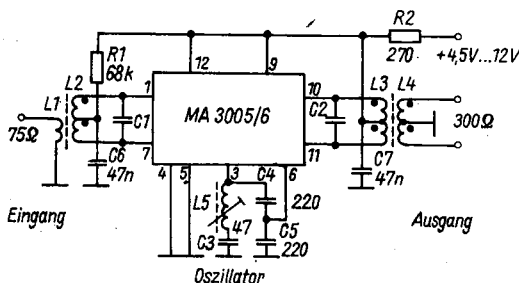 R2
270
+4,5V...12V
R1
68k
12
9
L1
L2
1
10
L3
L4
75Ω
C1
MA 3005/6
C2
300Ω
C6
47n
7
11
C7
47n
4
5
3
C4
6
L5
220
47
C3
C5
220
Eingang
Ausgang
Oszillator